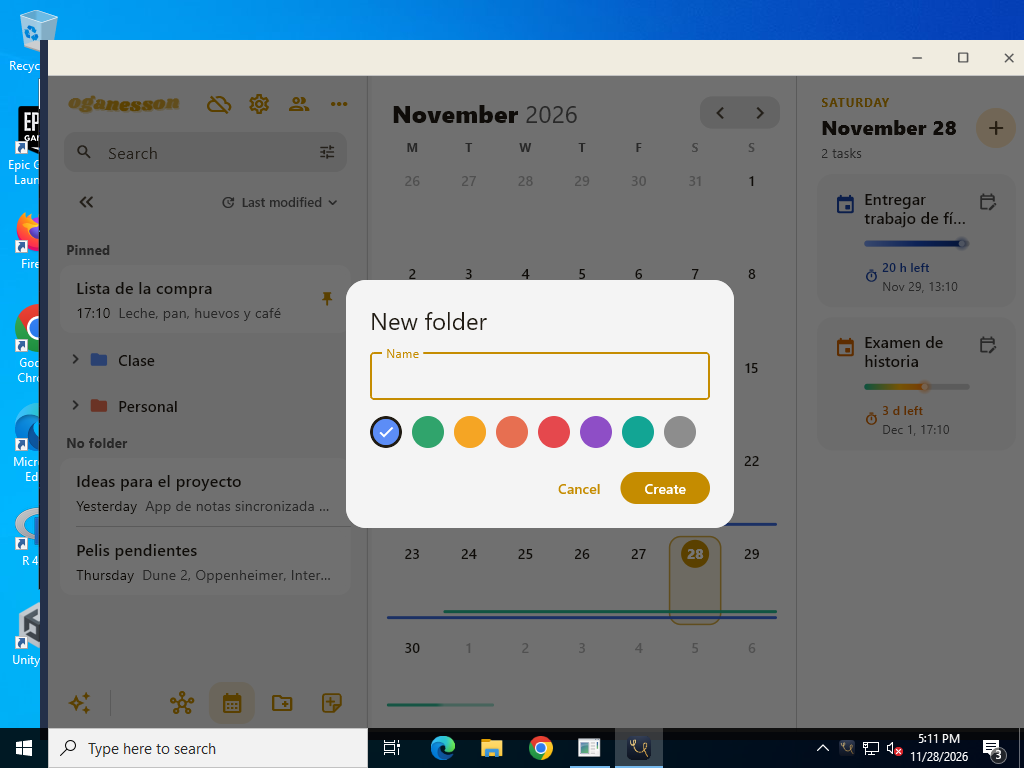 Recyc
EPIC
GAM
Epic G
Laun
Fire
Goo
Chro
Micro
Ed
R 4
Unity
oganesson
Search
Last modified
Pinned
Lista de la compra
17:10 Leche, pan, huevos y café
Clase
Personal
No folder
Ideas para el proyecto
Yesterday App de notas sincronizada ...
Pelis pendientes
Thursday Dune 2, Oppenheimer, Inter...
November 2026
M T W T F S S
26 27 28 29 30 31 1
2 3 4 5 6 7 8
15
22
23 24 25 26 27 28 29
30 1 2 3 4 5 6
New folder
Name
Cancel
Create
SATURDAY
November 28
2 tasks
Entregar
trabajo de fí...
20 h left
Nov 29, 13:10
Examen de
historia
3 d left
Dec 1, 17:10
Type here to search
5:11 PM
11/28/2026
3